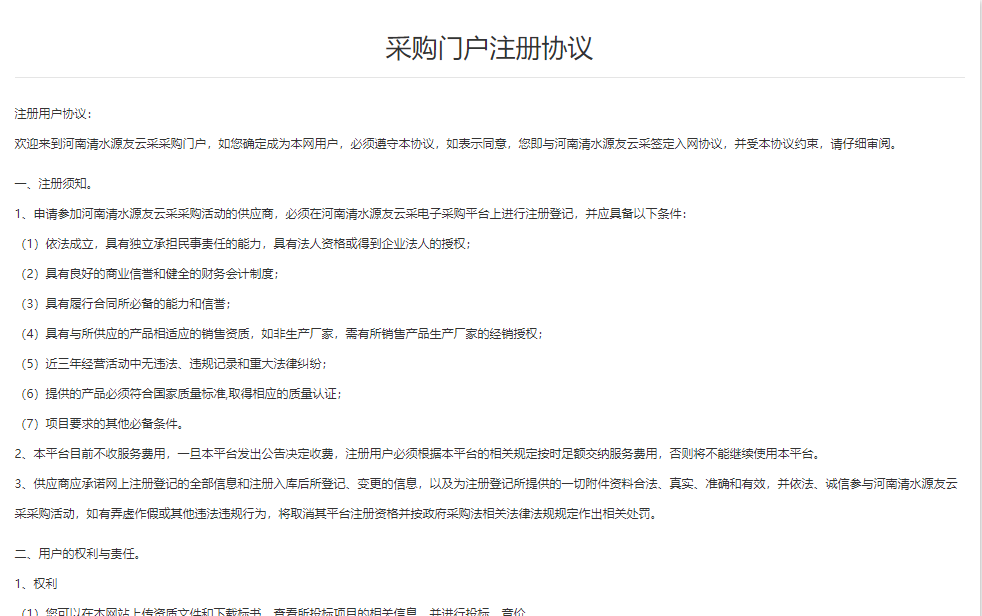 采购门户注册协议
注册用户协议：
欢迎来到河南清水源友云采采购门户，如您确定成为本网用户，必须遵守本协议，如表示同意，您即与河南清水源友云采签定入网协议，并受本协议约束，请仔细审阅。
一、注册须知。
1、申请参加河南清水源友云采采购活动的供应商，必须在河南清水源友云采电子采购平台上进行注册登记，并应具备以下条件：
（1）依法成立，具有独立承担民事责任的能力，具有法人资格或得到企业法人的授权；
（2）具有良好的商业信誉和健全的财务会计制度；
（3）具有履行合同所必备的能力和信誉；
（4）具有与所供应的产品相适应的销售资质，如非生产厂家，需有所销售产品生产厂家的经销授权；
（5）近三年经营活动中无违法、违规记录和重大法律纠纷；
（6）提供的产品必须符合国家质量标准,取得相应的质量认证；
（7）项目要求的其他必备条件。
2、本平台目前不收服务费用，一旦本平台发出公告决定收费，注册用户必须根据本平台的相关规定按时足额交纳服务费用，否则将不能继续使用本平台。
3、供应商应承诺网上注册登记的全部信息和注册入库后所登记、变更的信息，以及为注册登记所提供的一切附件资料合法、真实、准确和有效，并依法、诚信参与河南清水源友云
采采购活动，如有弄虚作假或其他违法违规行为，将取消其平台注册资格并按政府采购法相关法律法规规定作出相关处罚。
二、用户的权利与责任。
1、权利
（1）您可以在本网站上传资质文件和下载标书，查看所投标项目的相关信息，并进行投标，竞价